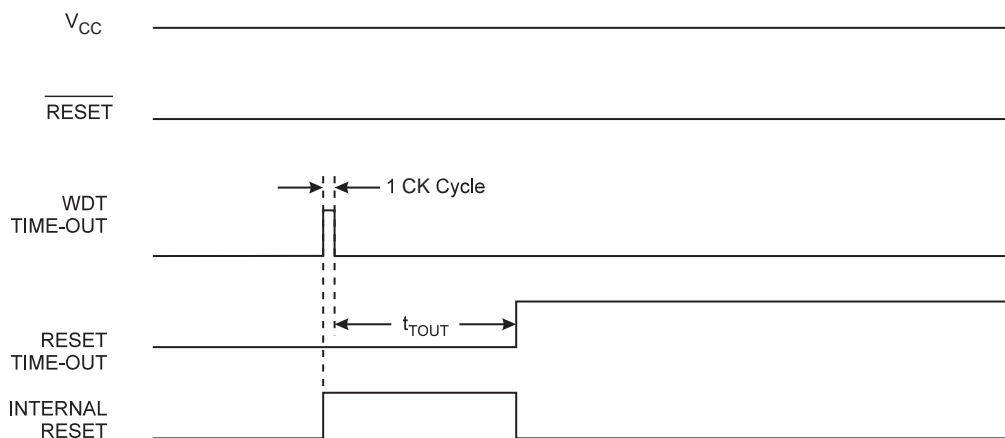 VCC
RESET
1 CK Cycle
WDT
TIME-OUT
tTOUT
RESET
TIME-OUT
INTERNAL
RESET